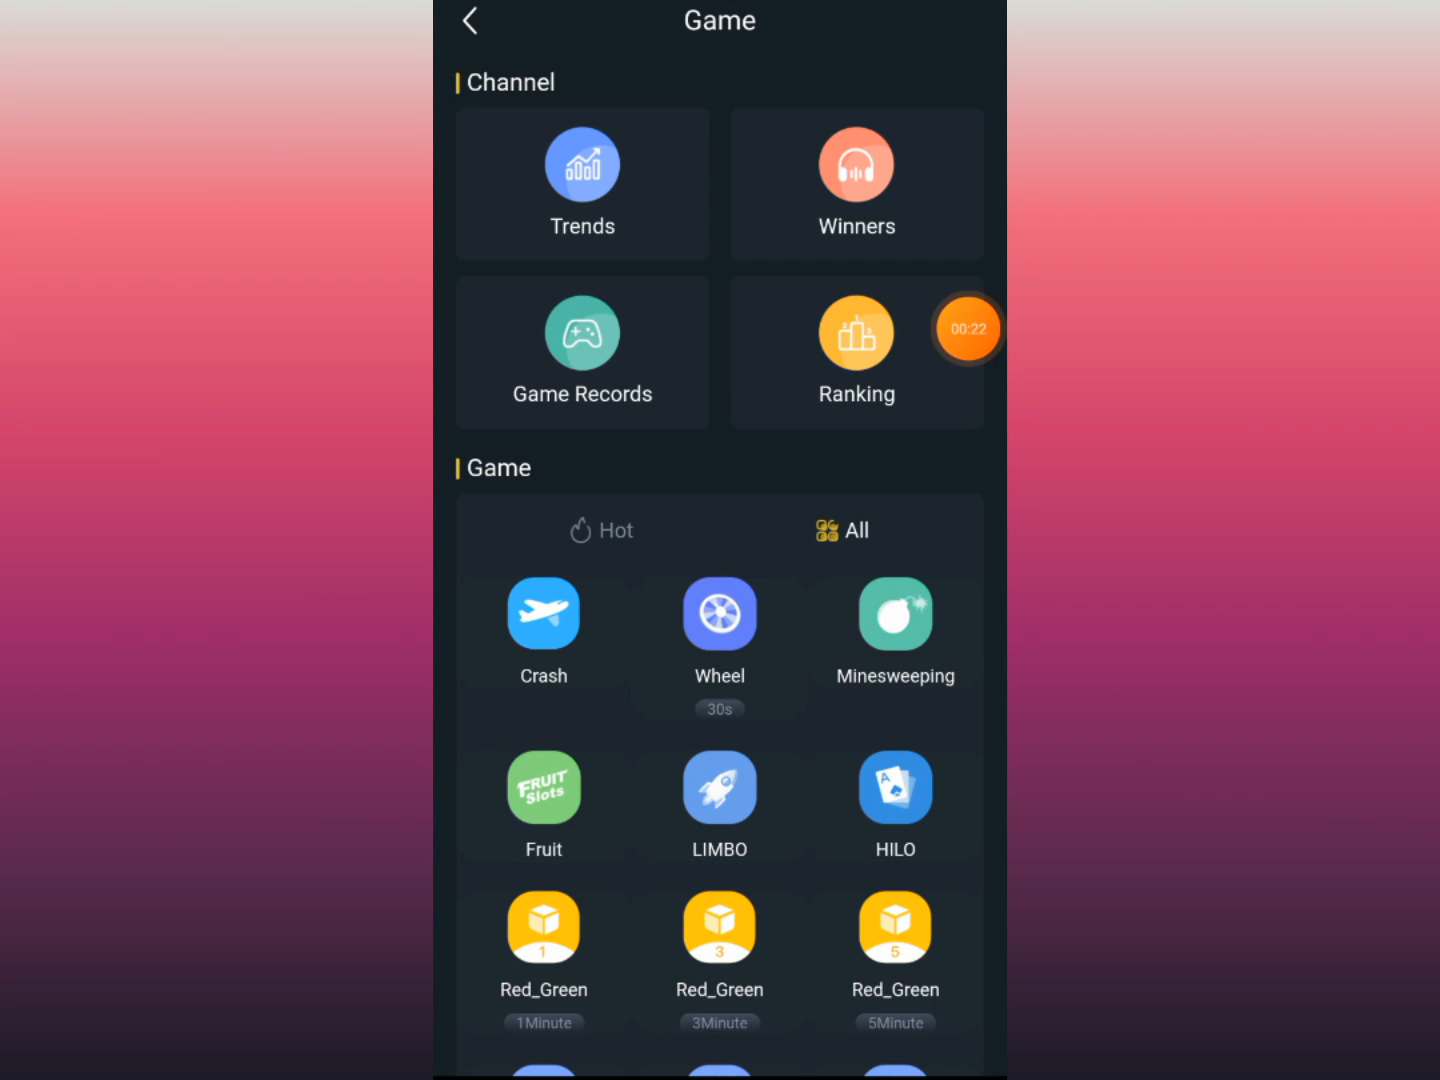 Game
Channel
Trends
Winners
00:22
Game Records
Ranking
Game
Hot
All
Crash
Wheel
Minesweeping
30s
FRUIT
Slots
A
Fruit
LIMBO
HILO
1
3
5
Red_Green
Red_Green
Red_Green
1Minute
3Minute
5Minute